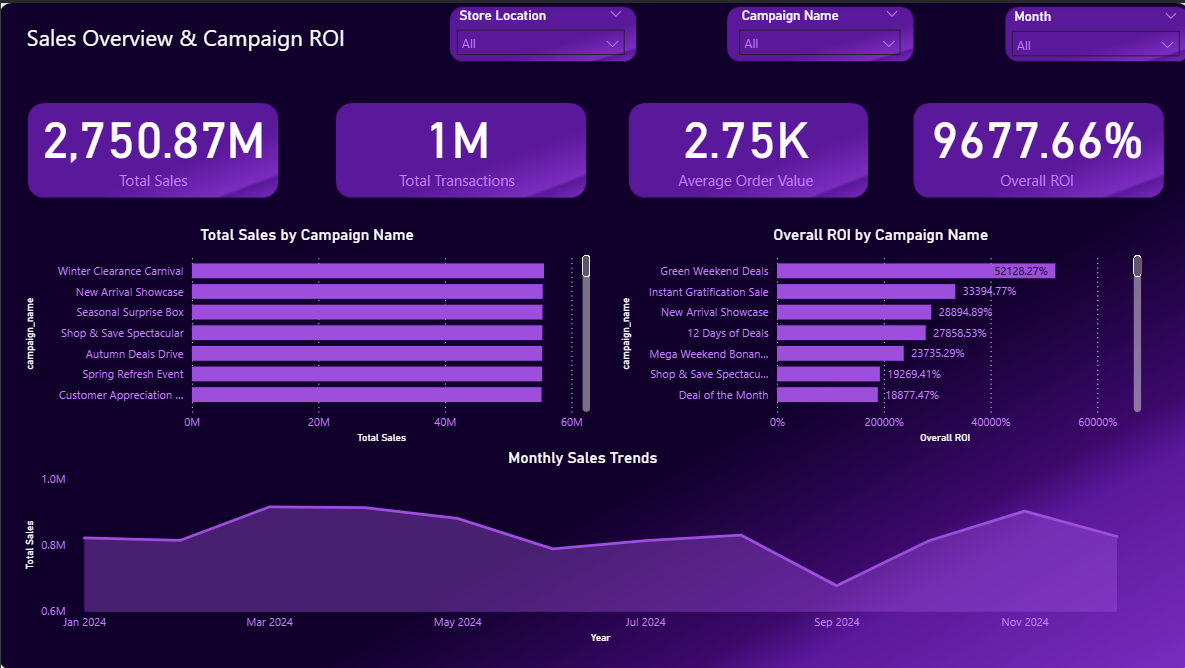 Sales Overview & Campaign ROI
Store Location
All
Campaign Name
All
Month
All
2,750.87M
Total Sales
1M
Total Transactions
2.75K
Average Order Value
9677.66%
Overall ROI
Total Sales by Campaign Name
campaign_name
Winter Clearance Carnival
New Arrival Showcase
Seasonal Surprise Box
Shop & Save Spectacular
Autumn Deals Drive
Spring Refresh Event
Customer Appreciation ...
0M 20M 40M 60M
Total Sales
Overall ROI by Campaign Name
campaign_name
Green Weekend Deals 52128.27%
Instant Gratification Sale 33394.77%
New Arrival Showcase 28894.89%
12 Days of Deals 27858.53%
Mega Weekend Bonan... 23735.29%
Shop & Save Spectacu... 19269.41%
Deal of the Month 18877.47%
0% 20000% 40000% 60000%
Overall ROI
Monthly Sales Trends
Total Sales
1.0M
0.8M
0.6M
Jan 2024 Mar 2024 May 2024 Jul 2024 Sep 2024 Nov 2024
Year